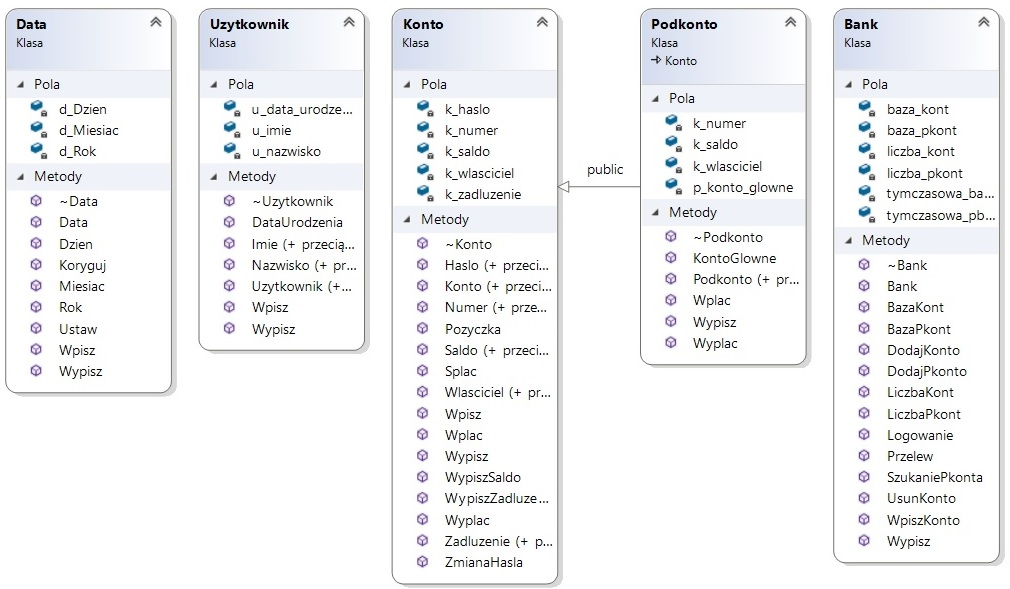 Data
Klasa
Pola
d_Dzien
d_Miesiac
d_Rok
Metody
~Data
Data
Dzien
Koryguj
Miesiac
Rok
Ustaw
Wpisz
Wypisz
Uzytkownik
Klasa
Pola
u_data_urodze...
u_imie
u_nazwisko
Metody
~Uzytkownik
DataUrodzenia
Imie (+ przecią...
Nazwisko (+ pr...
Uzytkownik (+...
Wpisz
Wypisz
Konto
Klasa
Pola
k_haslo
k_numer
k_saldo
k_wlasciciel
k_zadluzenie
Metody
~Konto
Haslo (+ przeci...
Konto (+ przeci...
Numer (+ prze...
Pozyczka
Saldo (+ przeci...
Splac
Wlasciciel (+ pr...
Wpisz
Wplac
Wypisz
WypiszSaldo
WypiszZadluze...
Wyplac
Zadluzenie (+ p...
ZmianaHasla
public
Podkonto
Klasa
Konto
Pola
k_numer
k_saldo
k_wlasciciel
p_konto_glowne
Metody
~Podkonto
KontoGlowne
Podkonto (+ pr...
Wplac
Wypisz
Wyplac
Bank
Klasa
Pola
baza_kont
baza_pkont
liczba_kont
liczba_pkont
tymczasowa_ba...
tymczasowa_pb...
Metody
~Bank
Bank
BazaKont
BazaPkont
DodajKonto
DodajPkonto
LiczbaKont
LiczbaPkont
Logowanie
Przelew
SzukaniePkonta
UsunKonto
WpiszKonto
Wypisz